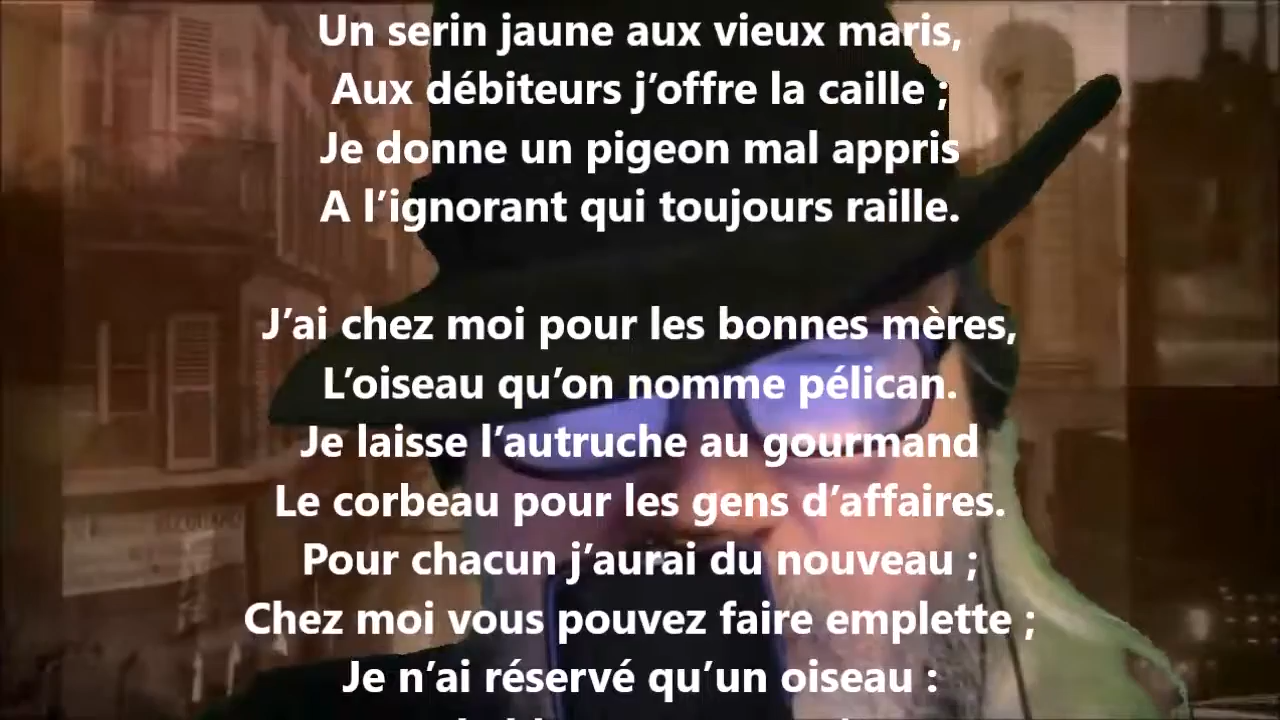 Un serin jaune aux vieux maris,
Aux débiteurs j’offre la caille ;
Je donne un pigeon mal appris
A l’ignorant qui toujours raille.
J’ai chez moi pour les bonnes mères,
L’oiseau qu’on nomme pélican.
Je laisse l’autruche au gourmand
Le corbeau pour les gens d’affaires.
Pour chacun j’aurai du nouveau ;
Chez moi vous pouvez faire emplette ;
Je n’ai réservé qu’un oiseau :